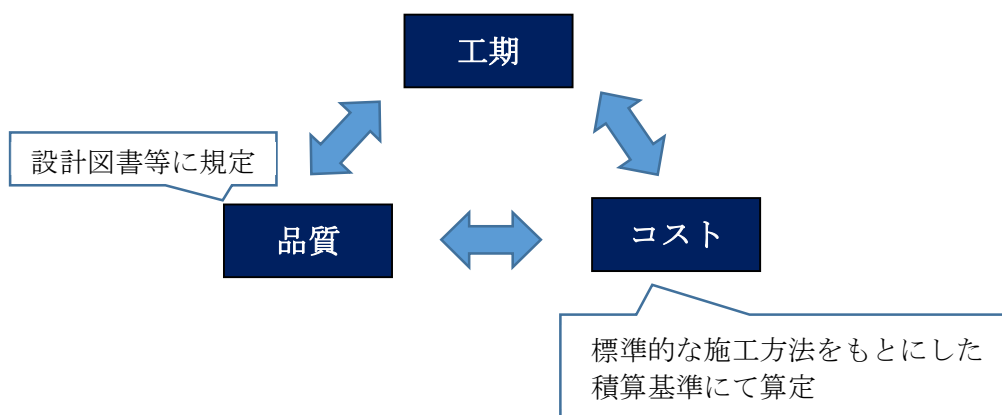 工期
設計図書等に規定
品質
コスト
標準的な施工方法をもとにした
積算基準にて算定